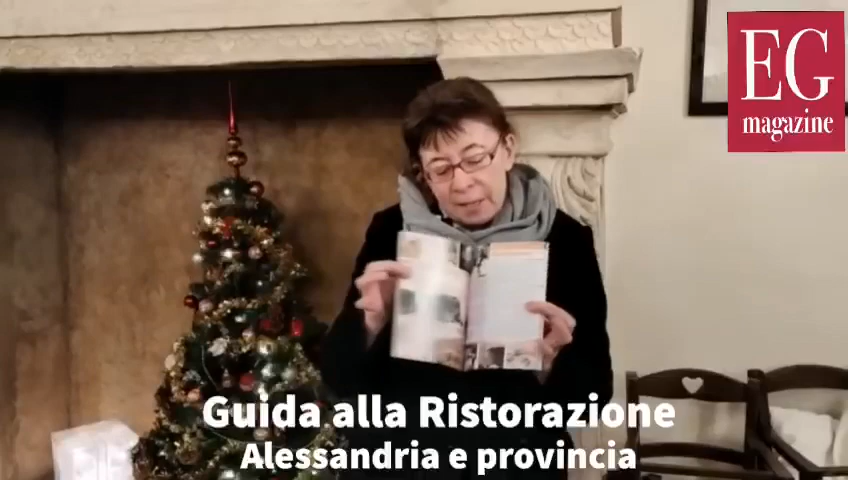 EG
magazine
Guida alla Ristorazione
Alessandria e provincia